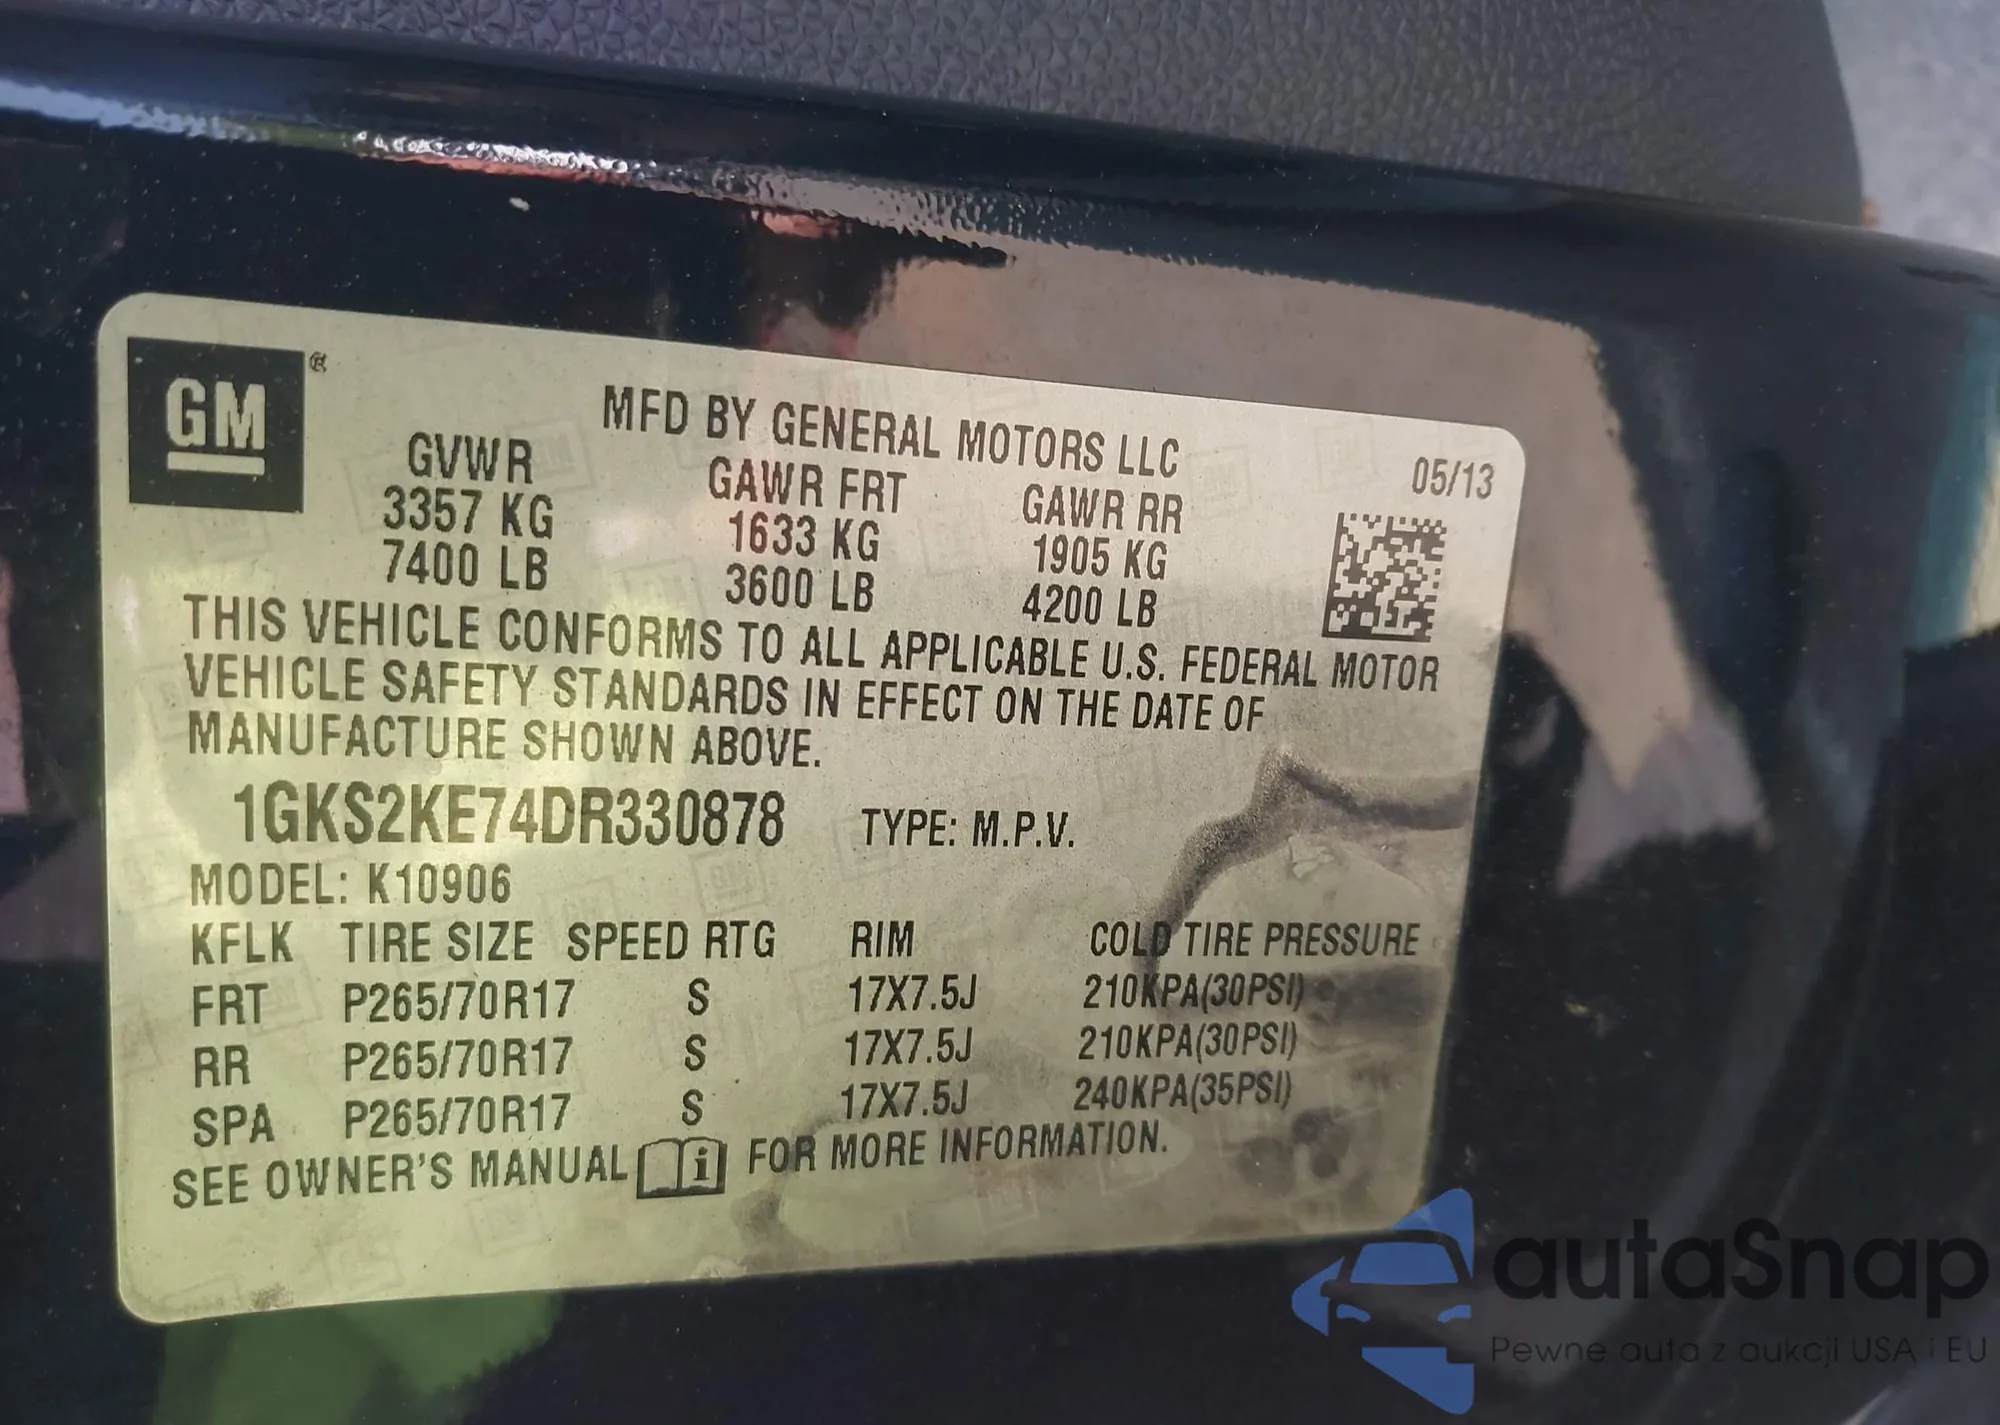 GM®
MFD BY GENERAL MOTORS LLC
05/13
GVWR GAWR FRT GAWR RR
3357 KG 1633 KG 1905 KG
7400 LB 3600 LB 4200 LB
THIS VEHICLE CONFORMS TO ALL APPLICABLE U.S. FEDERAL MOTOR
VEHICLE SAFETY STANDARDS IN EFFECT ON THE DATE OF
MANUFACTURE SHOWN ABOVE.
1GKS2KE74DR330878 TYPE: M.P.V.
MODEL: K10906
KFLK TIRE SIZE SPEED RTG RIM COLD TIRE PRESSURE
FRT P265/70R17 S 17X7.5J 210KPA(30PSI)
RR P265/70R17 S 17X7.5J 210KPA(30PSI)
SPA P265/70R17 S 17X7.5J 240KPA(35PSI)
SEE OWNER'S MANUAL i FOR MORE INFORMATION.
autaSnap
Pewne auta z aukcji USA i EU